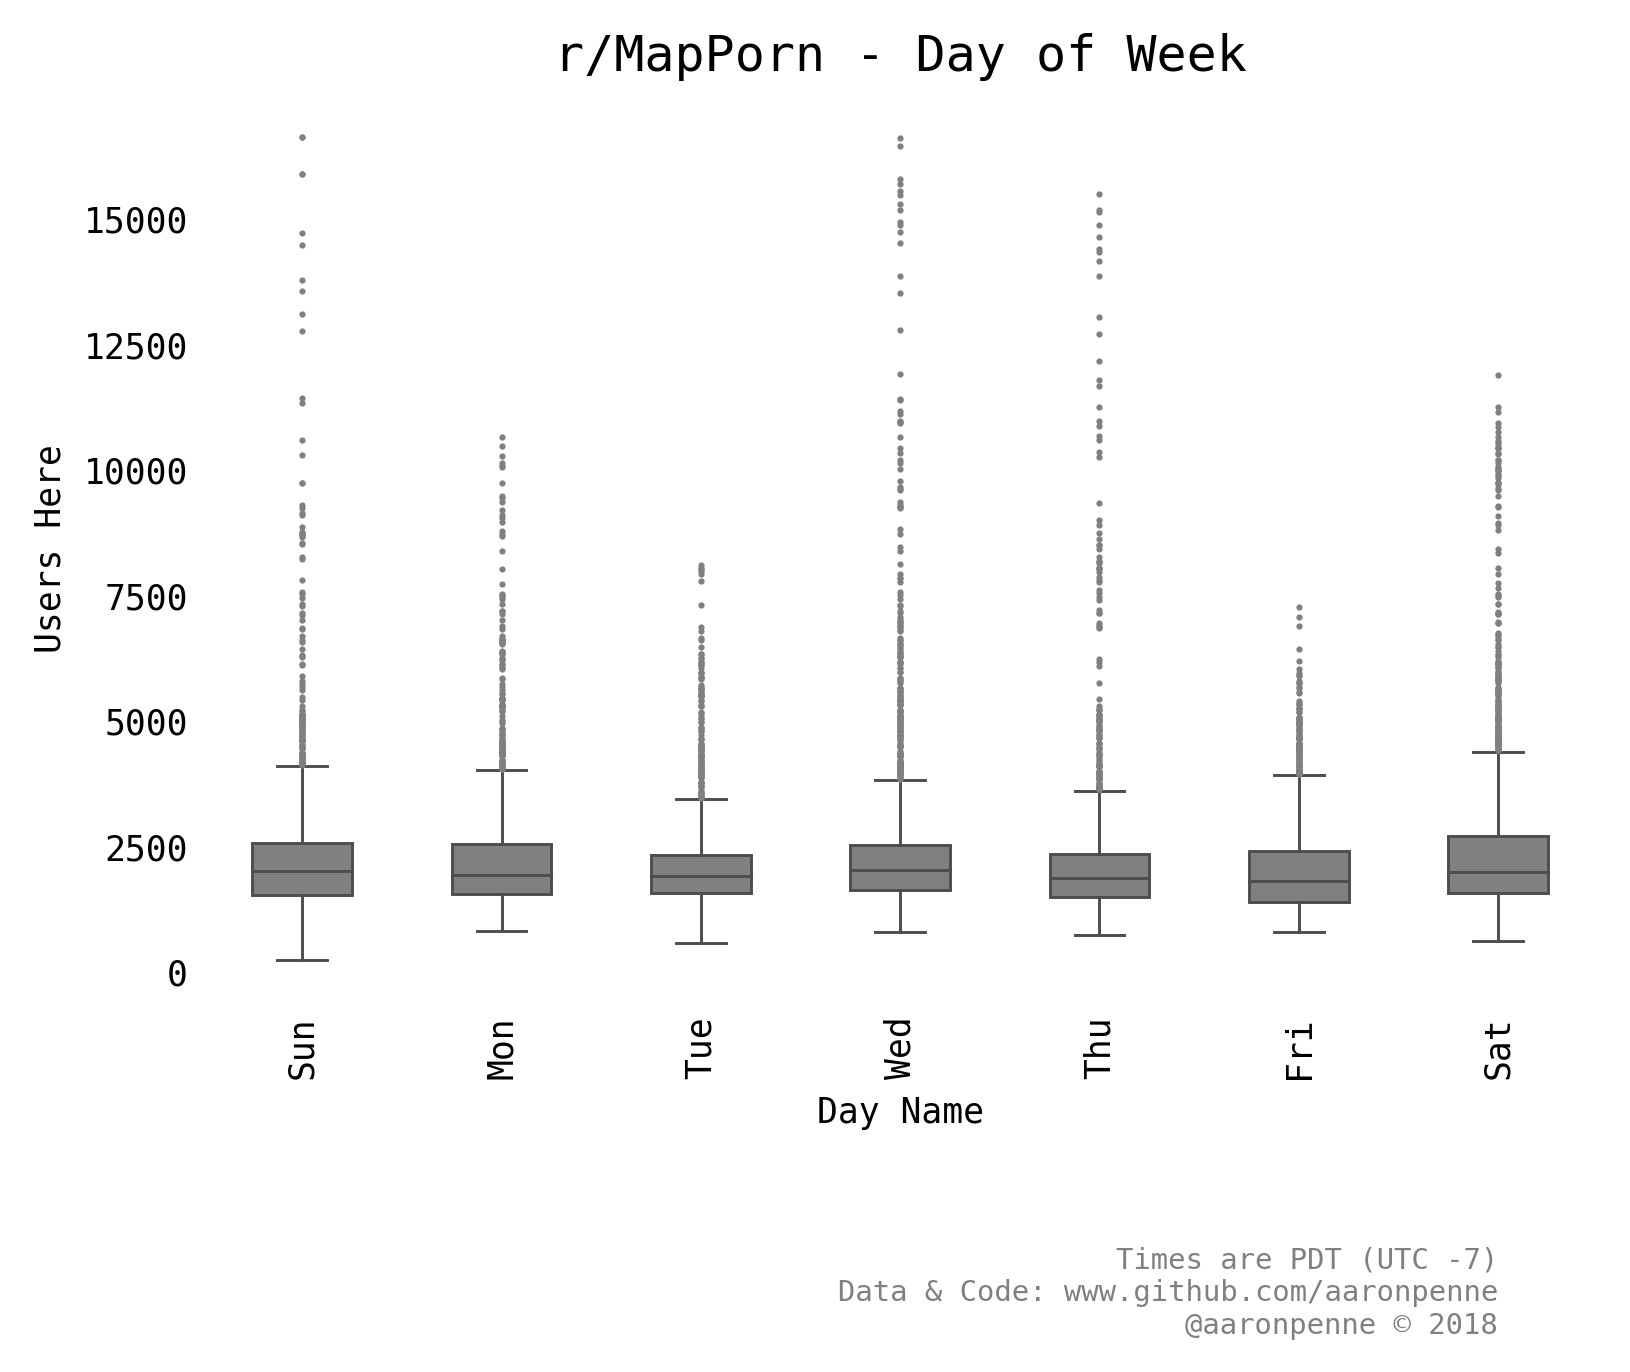 r/MapPorn - Day of Week
Users Here
15000
12500
10000
7500
5000
2500
0
Sun
Mon
Tue
Wed
Thu
Fri
Sat
Day Name
Times are PDT (UTC -7)
Data & Code: www.github.com/aaronpenne
@aaronpenne © 2018